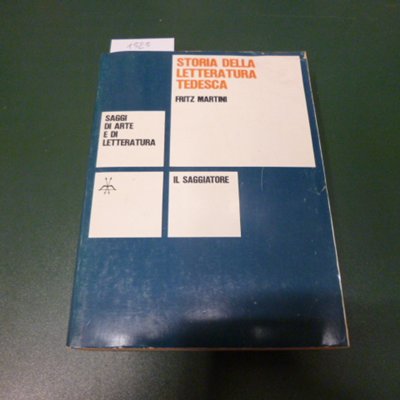 STORIA DELLA
LETTERATURA
TEDESCA
FRITZ MARTINI
SAGGI
DI ARTE
E DI
LETTERATURA
IL SAGGIATORE